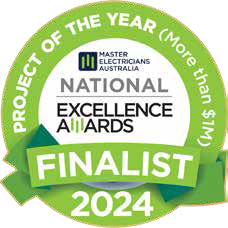 PROJECT OF THE YEAR (More than $1M)
MASTER
ELECTRICIANS
AUSTRALIA
NATIONAL
EXCELLENCE
AWARDS
FINALIST
2024